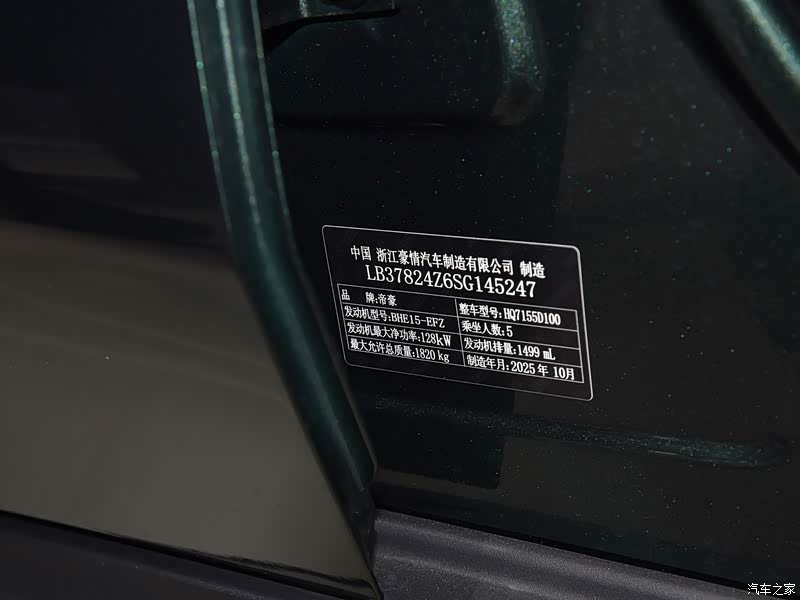 中国 浙江豪情汽车制造有限公司 制造
LB37824Z6SG145247
品 牌:帝豪 整车型号:HQ7155D100
发动机型号:BHE15-EFZ 乘坐人数:5
发动机最大净功率:128kW 发动机排量:1499 mL
最大允许总质量:1820 kg 制造年月:2025 年 10月
汽车之家